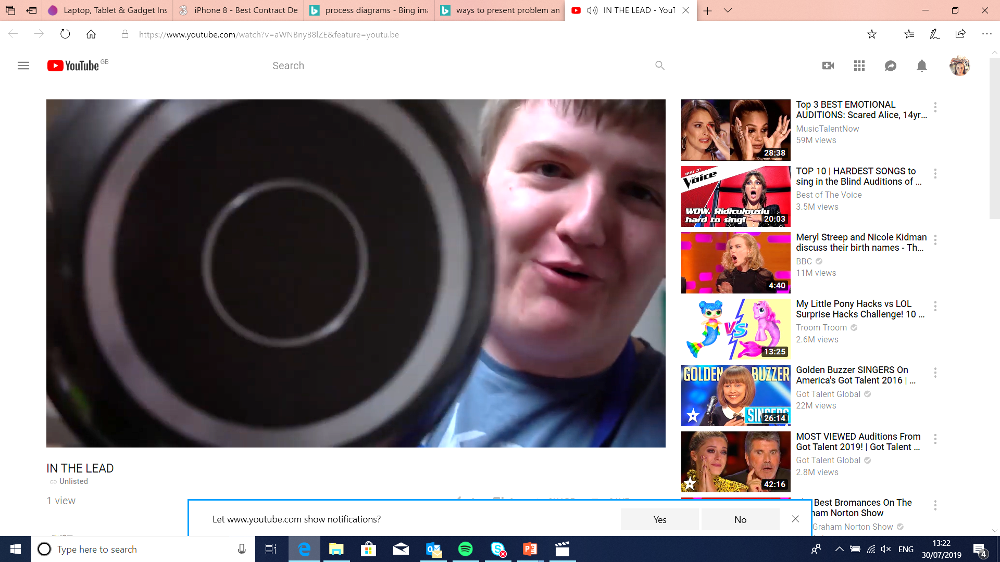 Laptop, Tablet & Gadget Ins
iPhone 8 - Best Contract De
process diagrams - Bing ima
ways to present problem an
IN THE LEAD - YouT
https://www.youtube.com/watch?v=aWNBnyB8lZE&feature=youtu.be
YouTube GB
Search
Top 3 BEST EMOTIONAL
AUDITIONS: Scared Alice, 14yr...
MusicTalentNow
59M views
28:38
BEST OF
the Voice
WOW. Ridiculously
hard to sing!
20:03
TOP 10 | HARDEST SONGS to
sing in the Blind Auditions of ...
Best of The Voice
3.5M views
4:40
Meryl Streep and Nicole Kidman
discuss their birth names - Th...
BBC
11M views
VS
13:25
My Little Pony Hacks vs LOL
Surprise Hacks Challenge! 10 ...
Troom Troom
2.6M views
GOLDEN BUZZER
SINGERS
26:14
Golden Buzzer SINGERS On
America's Got Talent 2016 | ...
Got Talent Global
22M views
42:16
MOST VIEWED Auditions From
Got Talent 2019! | Got Talent ...
Got Talent Global
2.8M views
Best Bromances On The
Norton Show
Graham Norton Show
IN THE LEAD
Unlisted
1 view
Let www.youtube.com show notifications?
Yes
No
Type here to search
ENG
13:22
30/07/2019
4